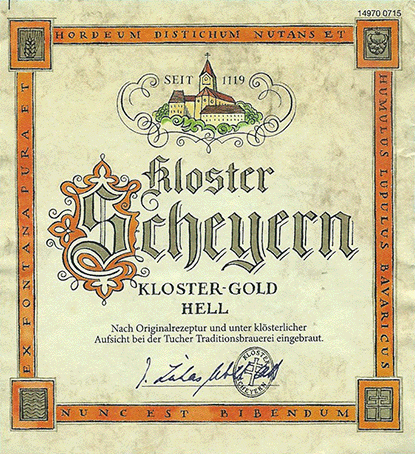 14970 0715
HORDEUM DISTICHUM NUTANS ET
HUMULUS LUPULUS BAVARICUS
EX FONTANA PURA ET
NUNC EST BIBENDUM
SEIT 1119
Kloster
Scheyern
KLOSTER-GOLD
HELL
Nach Originalrezeptur und unter klösterlicher
Aufsicht bei der Tucher Traditionsbrauerei eingebraut.
KLOSTER
SCHEYERN